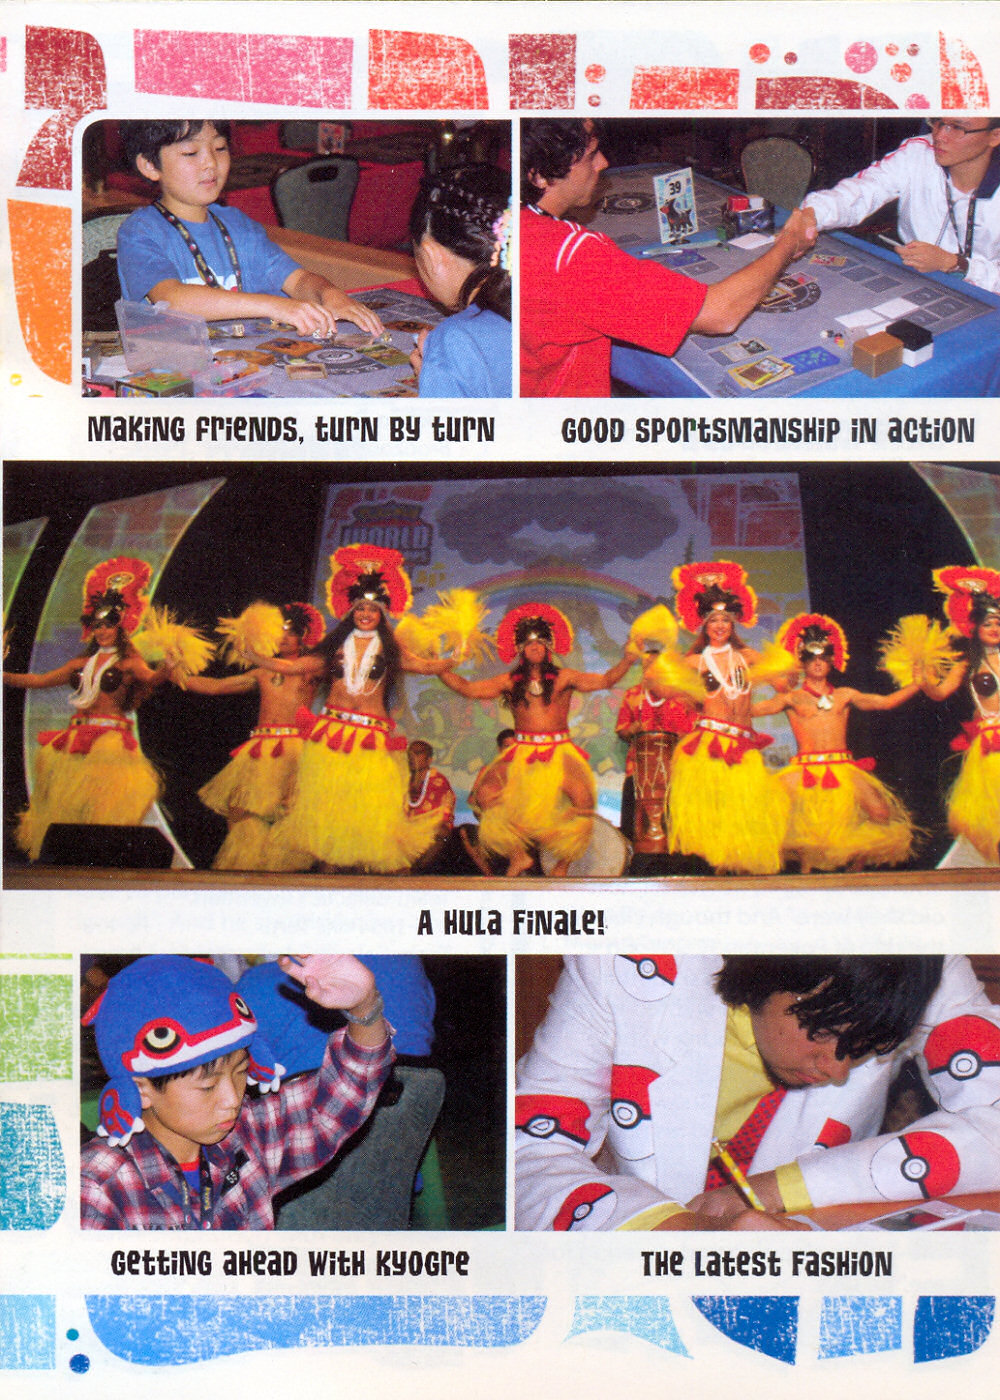 39
Making Friends, Turn by Turn
Good Sportsmanship in Action
WORLD
A Hula Finale!
Getting Ahead with Kyogre
The Latest Fashion